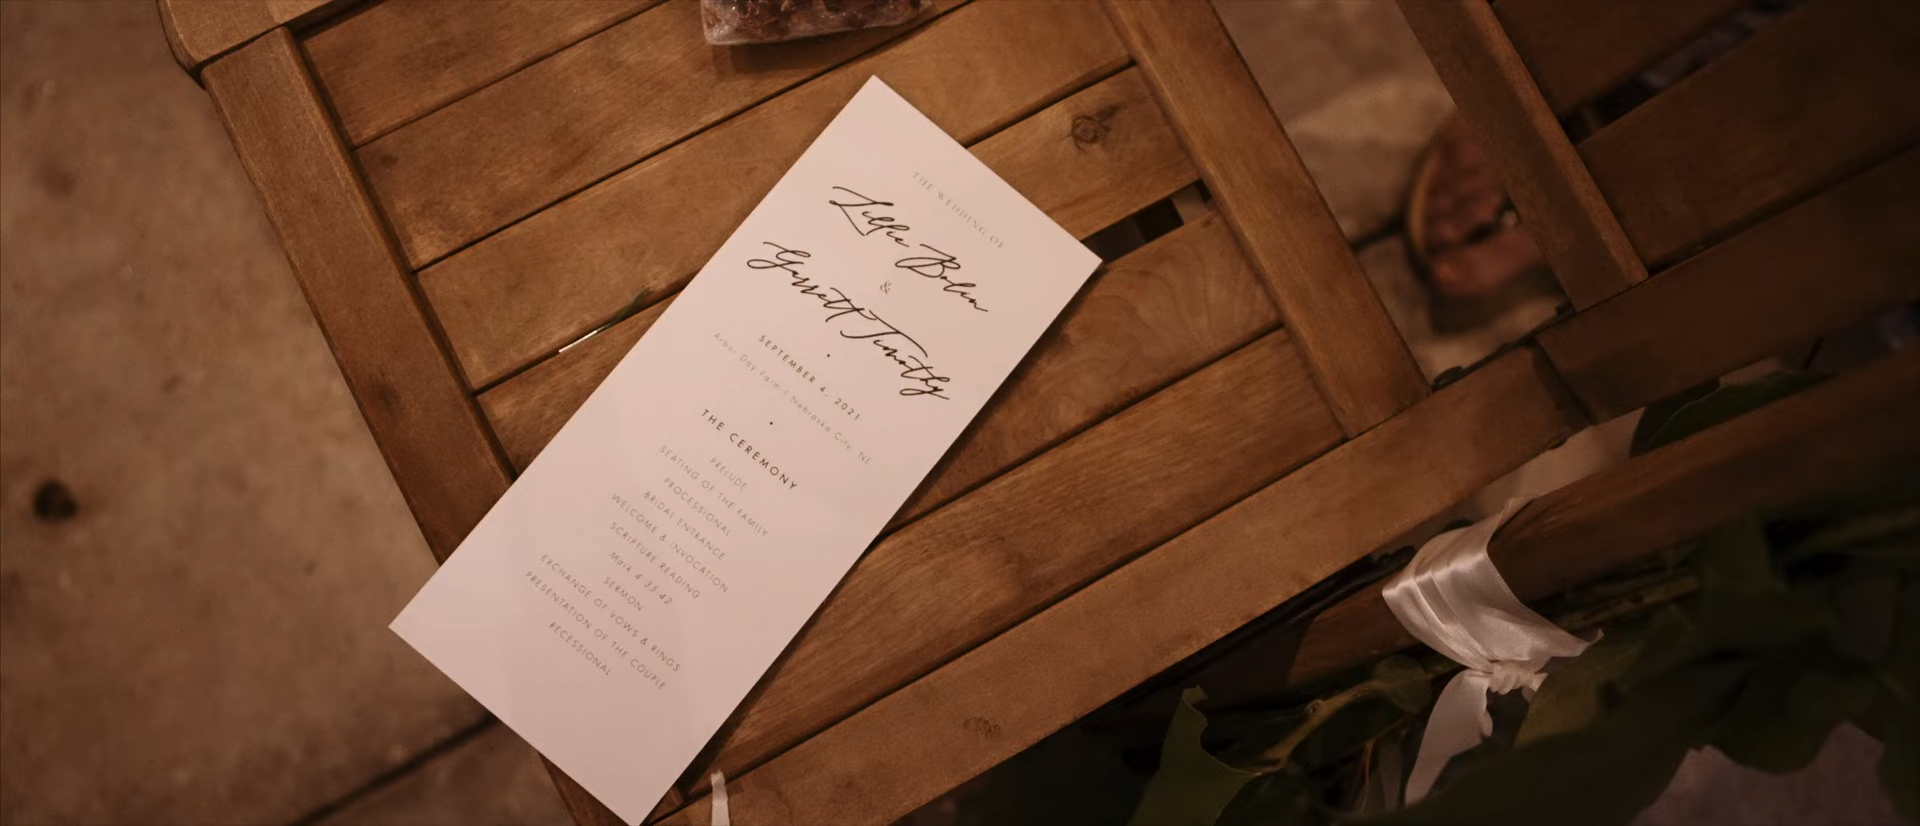 THE WEDDING OF
Lillie Bolin
&
Garrett Timothy
SEPTEMBER 4, 2021
Arbor Day Farm | Nebraska City, NE
THE CEREMONY
PRELUDE
SEATING OF THE FAMILY
PROCESSIONAL
BRIDAL ENTRANCE
WELCOME & INVOCATION
SCRIPTURE READING
Mark 4:35-42
SERMON
EXCHANGE OF VOWS & RINGS
PRESENTATION OF THE COUPLE
RECESSIONAL